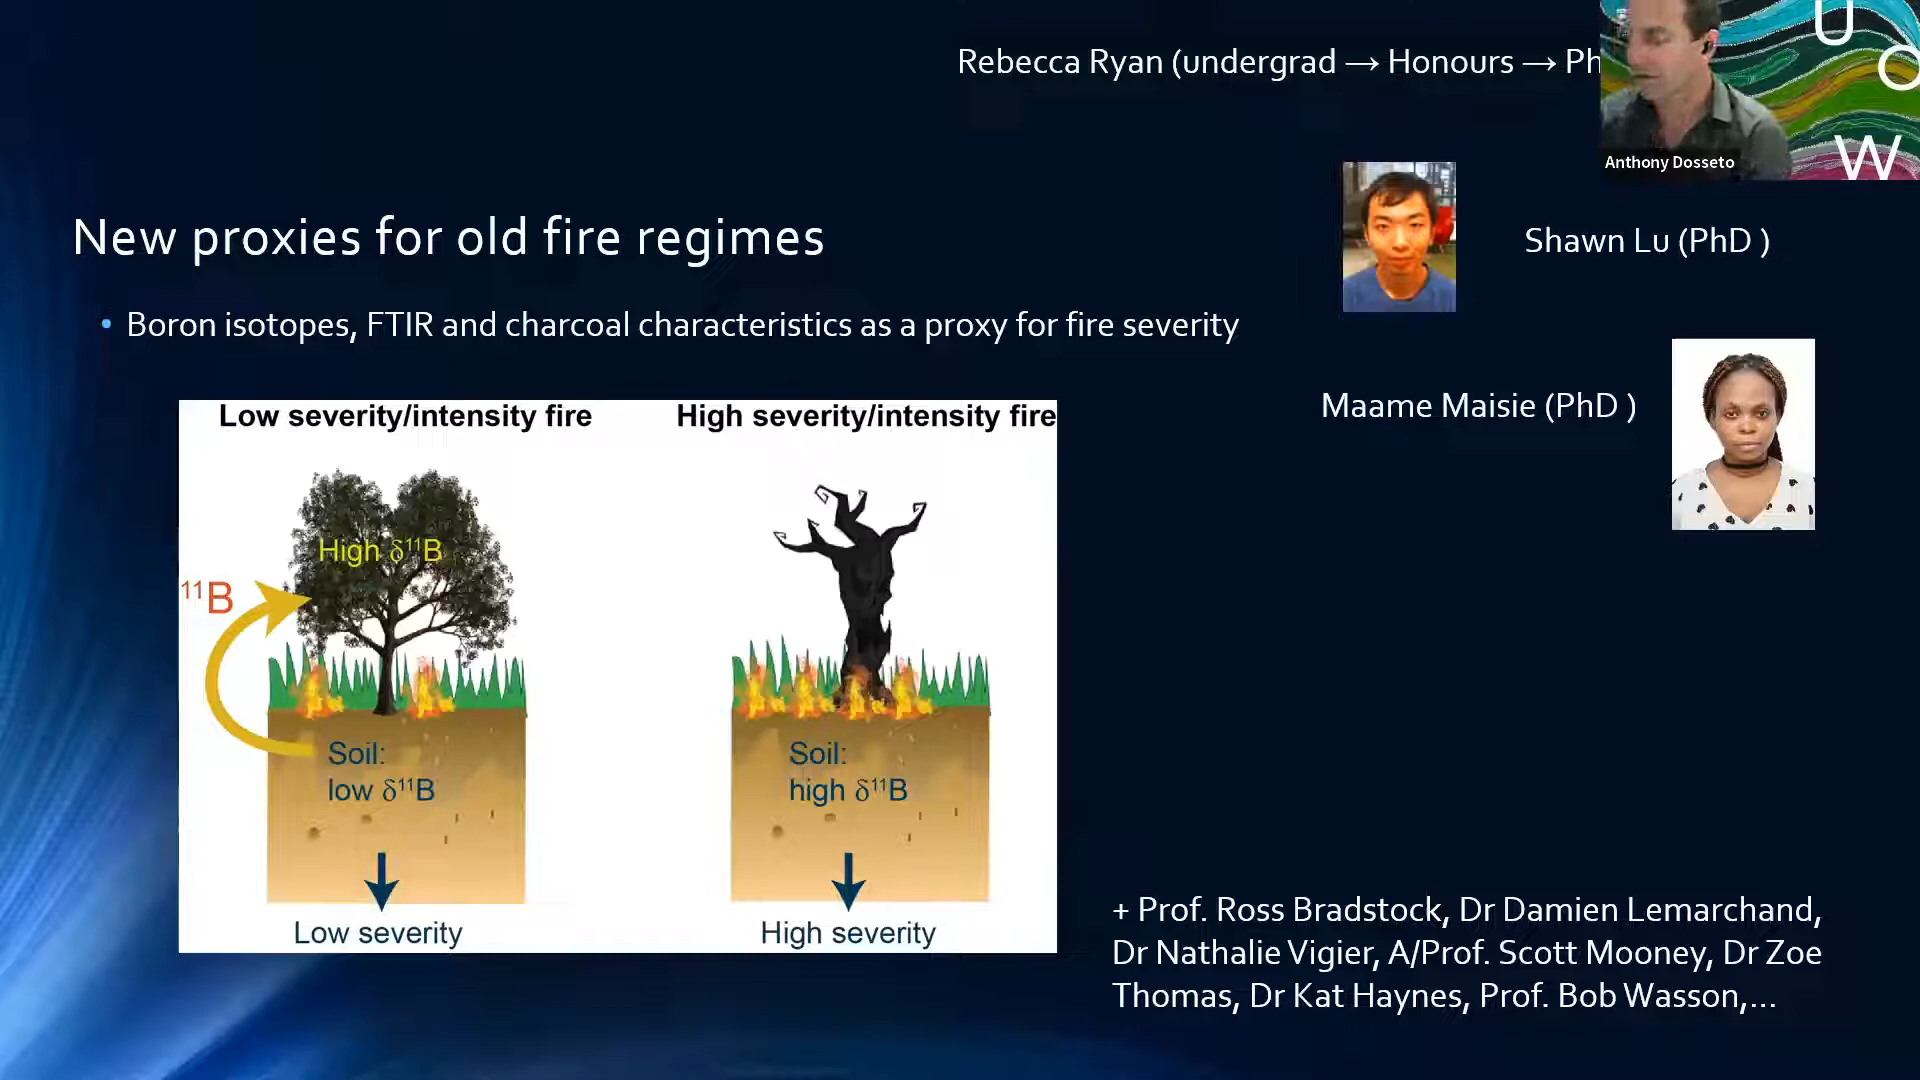 Rebecca Ryan (undergrad → Honours → Ph
U
O
W
Anthony Dosseto
New proxies for old fire regimes
Shawn Lu (PhD )
• Boron isotopes, FTIR and charcoal characteristics as a proxy for fire severity
Maame Maisie (PhD )
Low severity/intensity fire
High severity/intensity fire
High δ¹¹B
¹¹B
Soil:
low δ¹¹B
Soil:
high δ¹¹B
Low severity
High severity
+ Prof. Ross Bradstock, Dr Damien Lemarchand,
Dr Nathalie Vigier, A/Prof. Scott Mooney, Dr Zoe
Thomas, Dr Kat Haynes, Prof. Bob Wasson,...